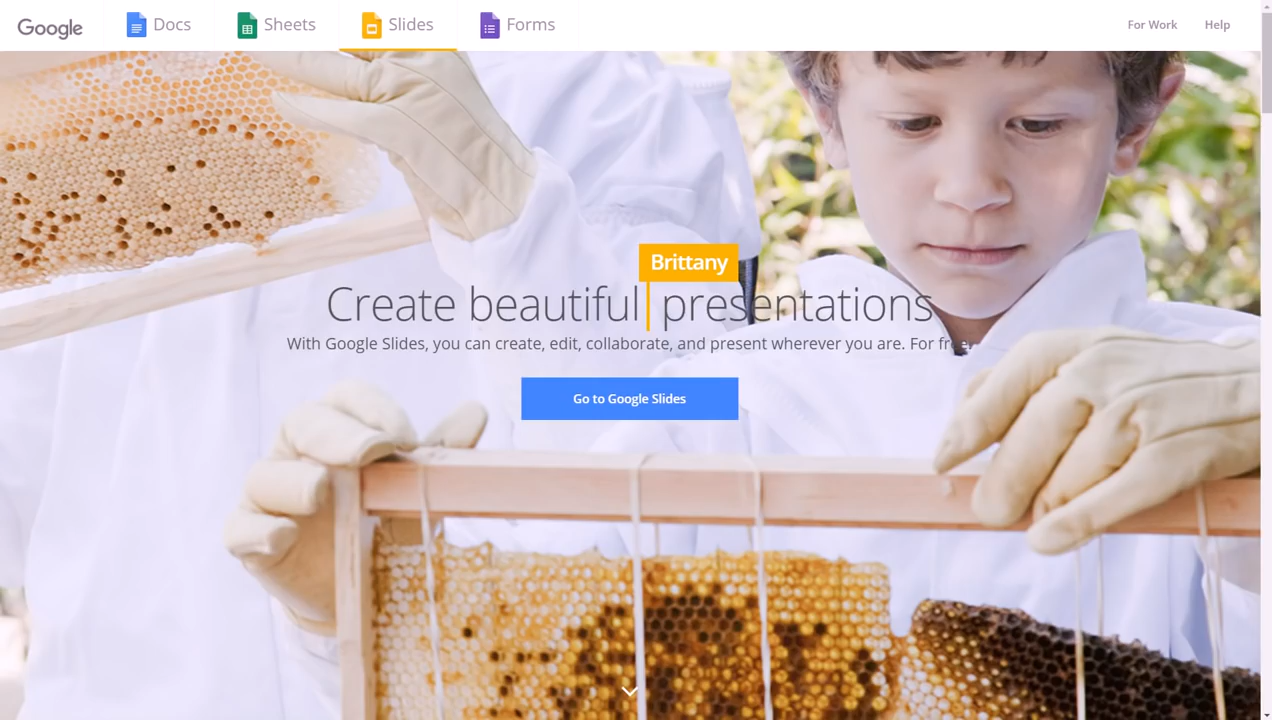 Google Docs Sheets Slides Forms For Work Help
Brittany
Create beautiful presentations
With Google Slides, you can create, edit, collaborate, and present wherever you are. For free.
Go to Google Slides